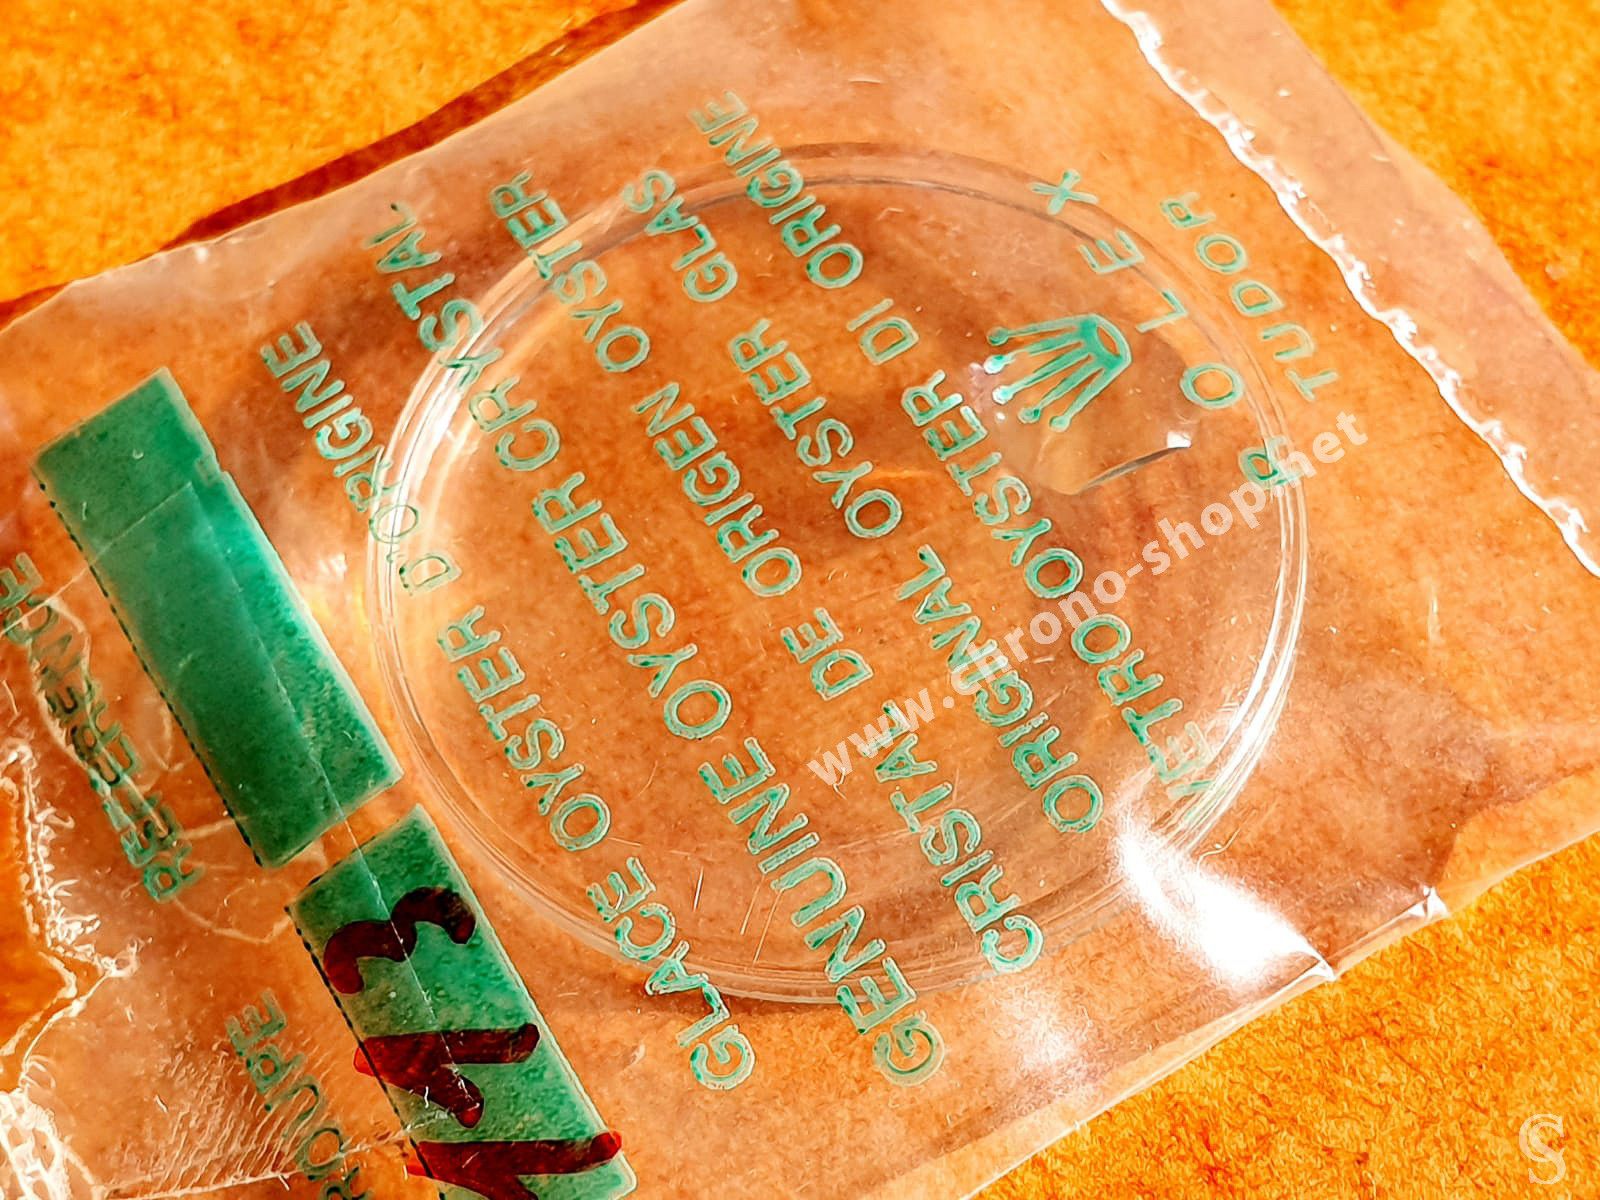 REFERENCE
GROUPE
GLACE OYSTER D'ORIGINE
GENUINE OYSTER CRYSTAL
CRISTAL DE ORIGEN OYSTER
ORIGINAL OYSTER GLAS
VETRO OYSTER DI ORIGINE
ROLEX
TUDOR
www.chrono-shop.net